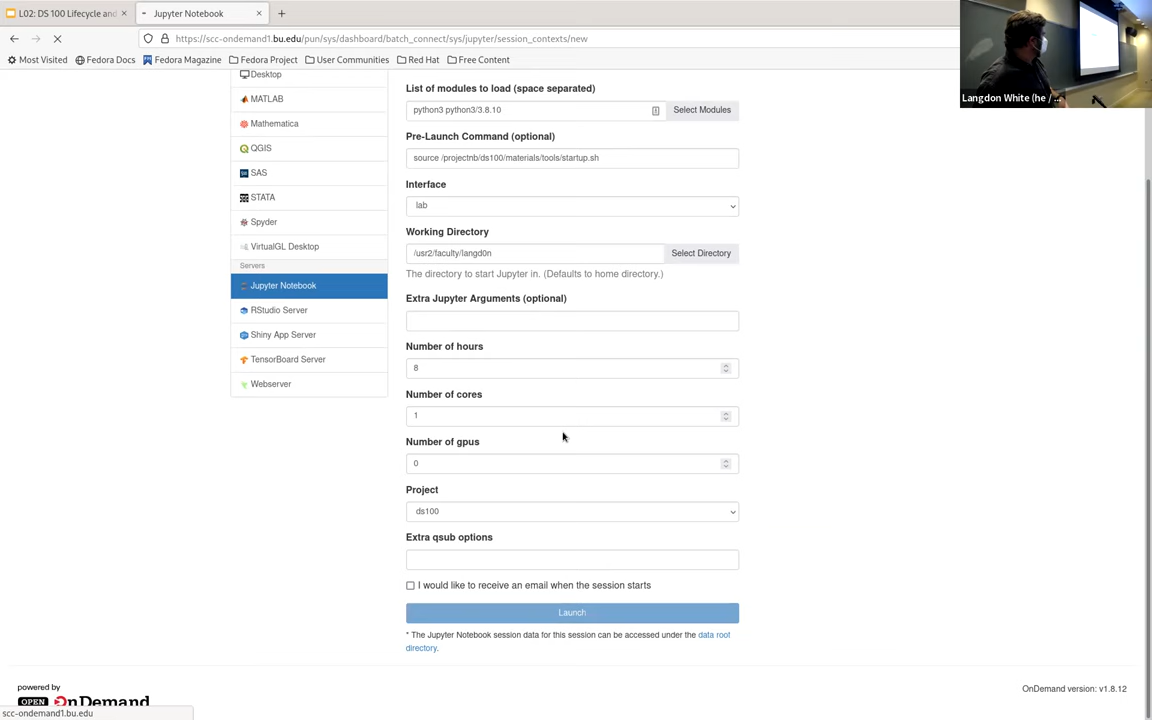 L02: DS 100 Lifecycle and
Jupyter Notebook
https://scc-ondemand1.bu.edu/pun/sys/dashboard/batch_connect/sys/jupyter/session_contexts/new
Most Visited
Fedora Docs
Fedora Magazine
Fedora Project
User Communities
Red Hat
Free Content
Langdon White (he / ...
Desktop
MATLAB
Mathematica
QGIS
SAS
STATA
Spyder
VirtualGL Desktop
Servers
Jupyter Notebook
RStudio Server
Shiny App Server
TensorBoard Server
Webserver
List of modules to load (space separated)
python3 python3/3.8.10
Select Modules
Pre-Launch Command (optional)
source /projectnb/ds100/materials/tools/startup.sh
Interface
lab
Working Directory
/usr2/faculty/langd0n
Select Directory
The directory to start Jupyter in. (Defaults to home directory.)
Extra Jupyter Arguments (optional)
Number of hours
8
Number of cores
1
Number of gpus
0
Project
ds100
Extra qsub options
I would like to receive an email when the session starts
Launch
* The Jupyter Notebook session data for this session can be accessed under the data root
directory.
powered by
OPEN OnDemand
OnDemand version: v1.8.12
scc-ondemand1.bu.edu